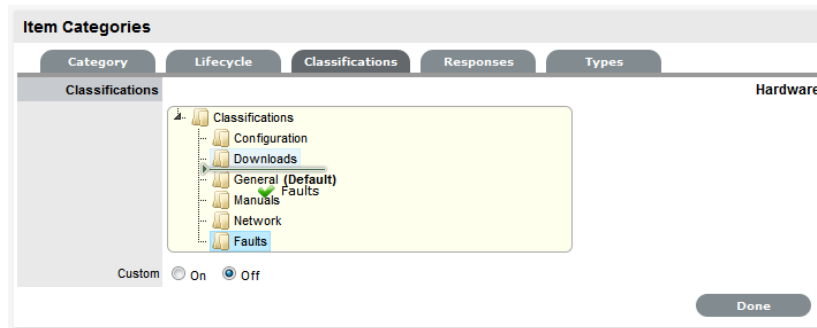 Item Categories
Category Lifecycle Classifications Responses Types
Classifications Hardware
Classifications
Configuration
Downloads
General (Default)
Faults
Manuals
Network
Faults
Custom On Off
Done